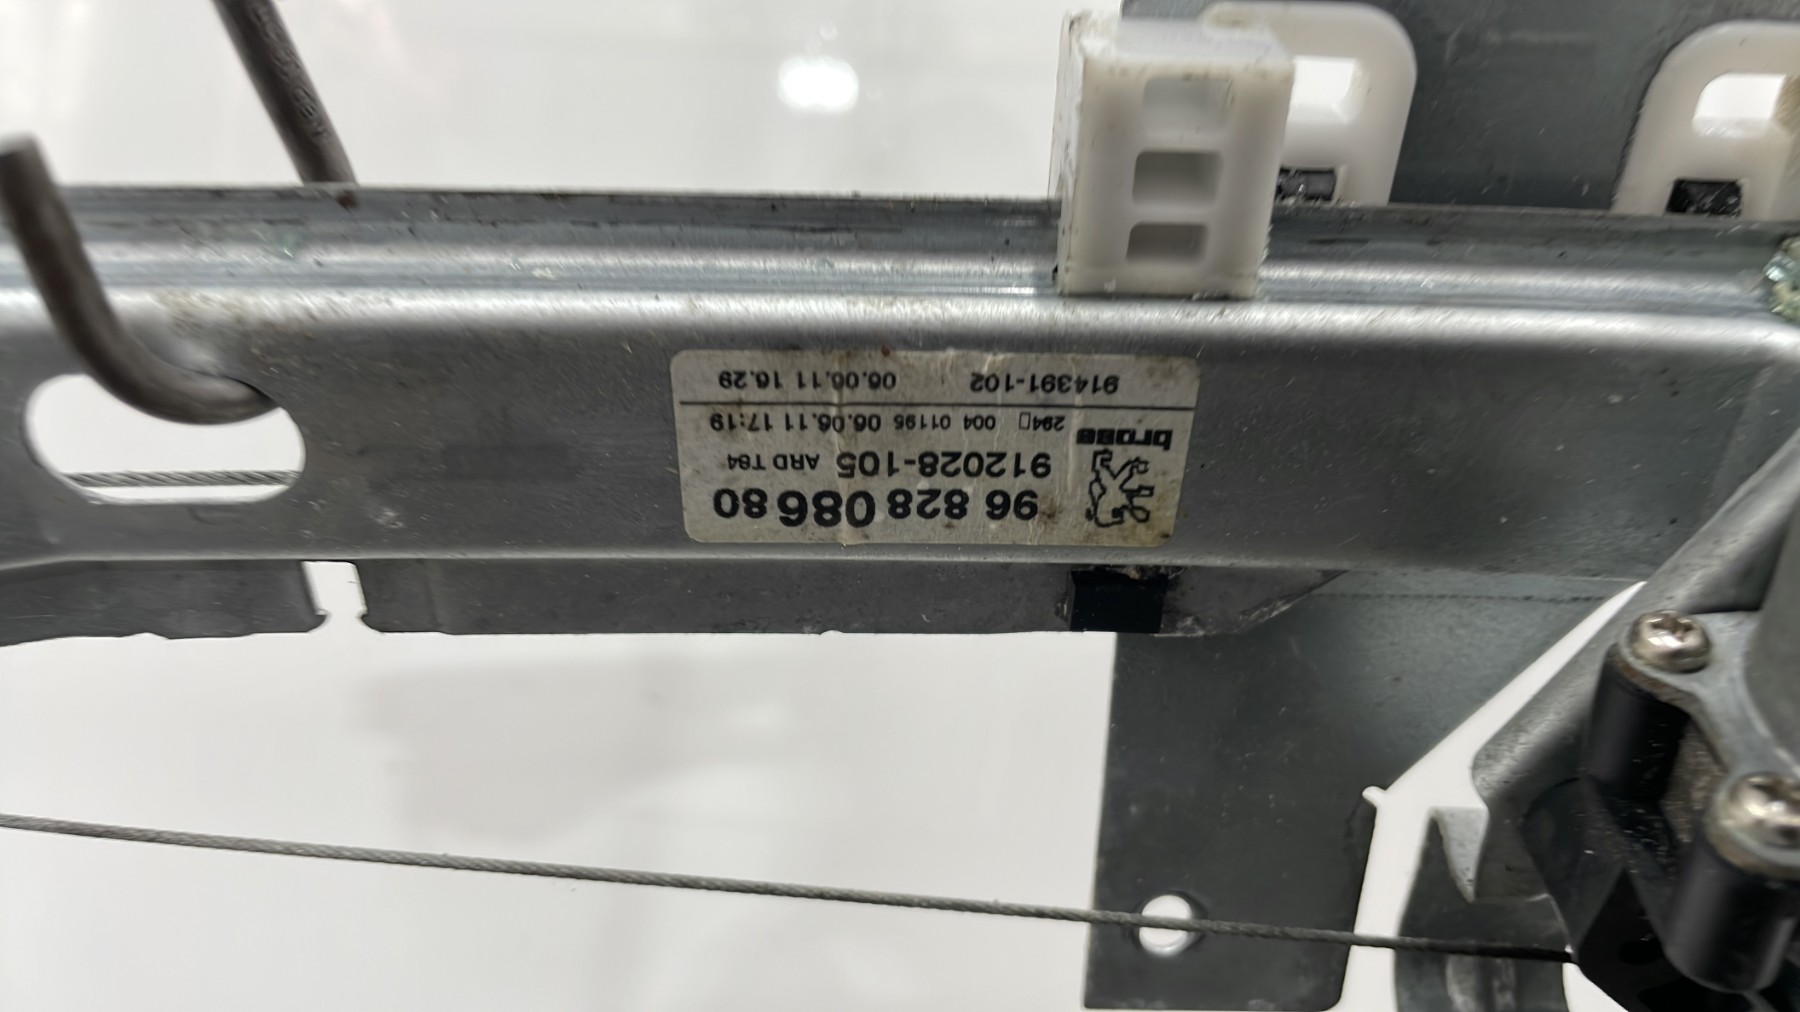 96 828 086 80
912028-105 ARD T84
brose 294 004 01195 06.06.11 17:19
914391-102 06.06.11 16.29